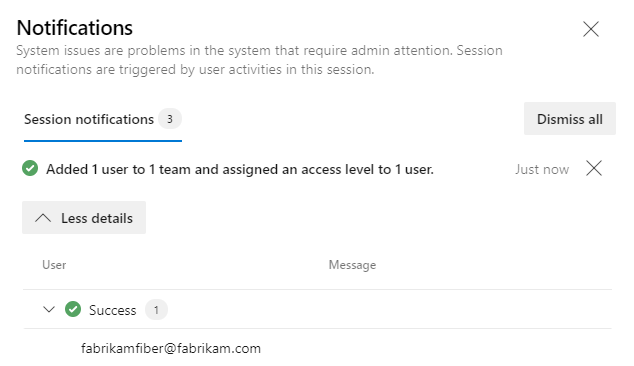 Notifications
System issues are problems in the system that require admin attention. Session
notifications are triggered by user activities in this session.
Session notifications 3
Dismiss all
Added 1 user to 1 team and assigned an access level to 1 user.
Just now
Less details
User
Message
Success 1
fabrikamfiber@fabrikam.com